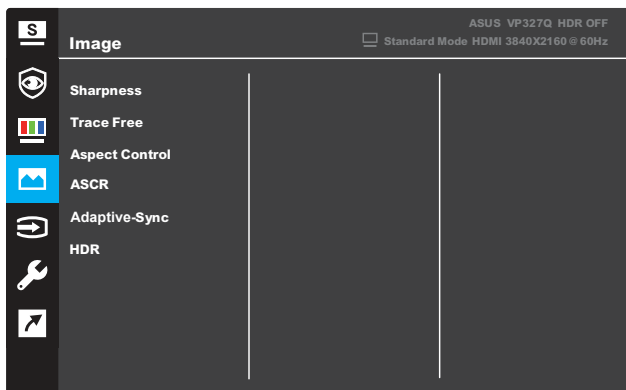 S
ASUS VP327Q HDR OFF
Image
Standard Mode HDMI 3840X2160@60Hz
Sharpness
Trace Free
Aspect Control
ASCR
Adaptive-Sync
HDR